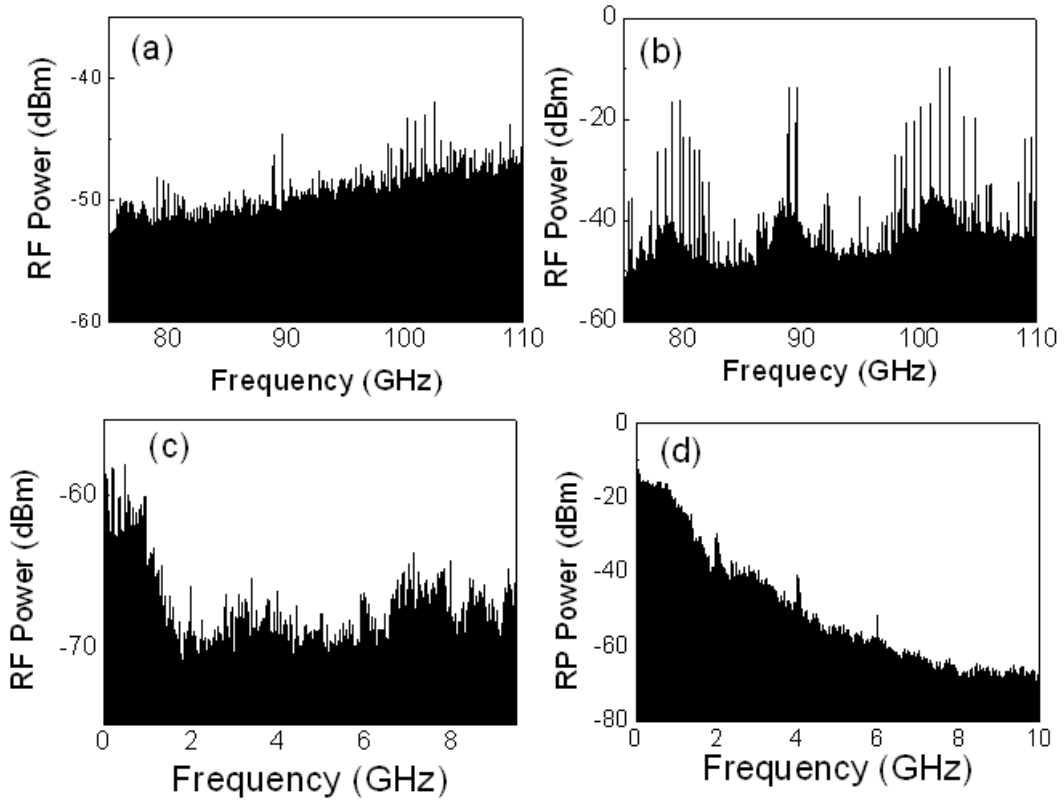 (a)
RF Power (dBm)
-40
-50
-60
80 90 100 110
Frequency (GHz)
(b)
RF Power (dBm)
0
-20
-40
-60
80 90 100 110
Frequecy (GHz)
(c)
RF Power (dBm)
-60
-70
0 2 4 6 8
Frequency (GHz)
(d)
RP Power (dBm)
0
-20
-40
-60
-80
0 2 4 6 8 10
Frequency (GHz)